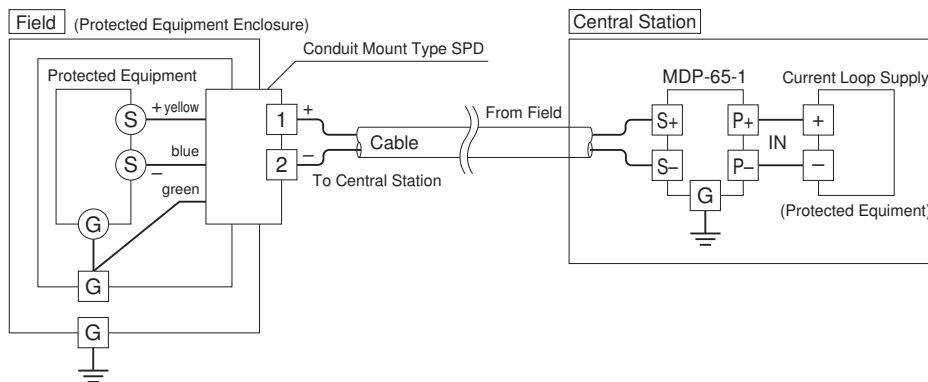 Field (Protected Equipment Enclosure)
Central Station
Conduit Mount Type SPD
Protected Equipment
MDP-65-1
Current Loop Supply
S
+ yellow
1
+
From Field
S+
P+
+
Cable
IN
S
blue
−
2
−
S−
P−
−
green
To Central Station
G
G
(Protected Equiment)
G
G